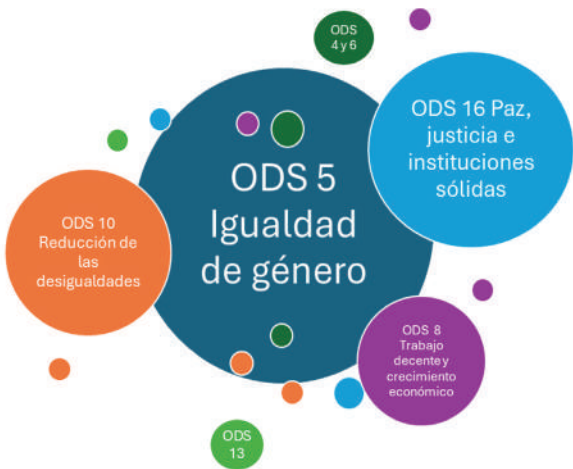 ODS
4 y 6
ODS 16 Paz,
justicia e
instituciones
sólidas
ODS 5
Igualdad
de género
ODS 10
Reducción de
las
desigualdades
ODS 8
Trabajo
decente y
crecimiento
económico
ODS
13